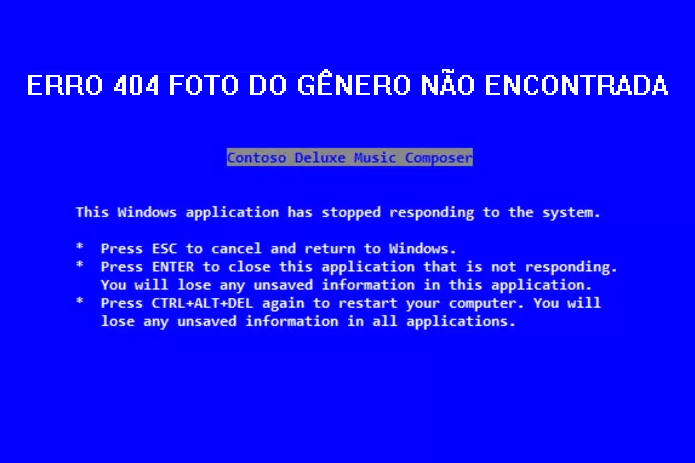 ERRO 404 FOTO DO GÊNERO NÃO ENCONTRADA
Contoso Deluxe Music Composer
This Windows application has stopped responding to the system.
* Press ESC to cancel and return to Windows.
* Press ENTER to close this application that is not responding.
You will lose any unsaved information in this application.
* Press CTRL+ALT+DEL again to restart your computer. You will
lose any unsaved information in all applications.